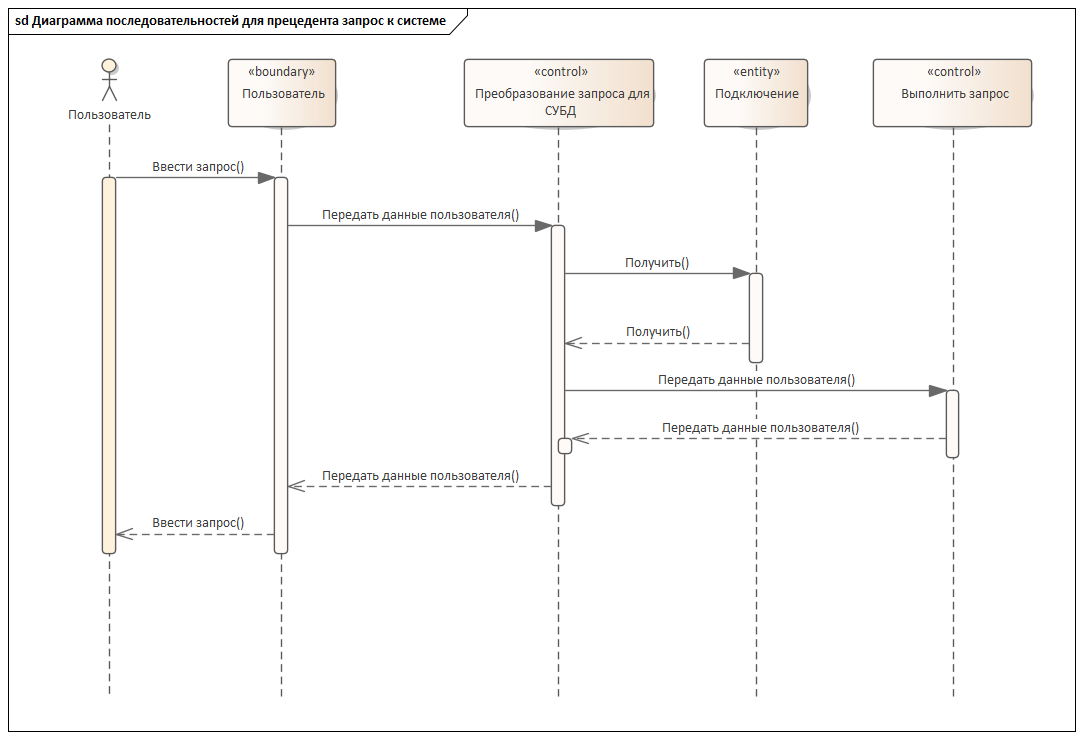 sd Диаграмма последовательностей для прецедента запрос к системе
Пользователь
«boundary»
Пользователь
«control»
Преобразование запроса для
СУБД
«entity»
Подключение
«control»
Выполнить запрос
Ввести запрос()
Передать данные пользователя()
Получить()
Получить()
Передать данные пользователя()
Передать данные пользователя()
Передать данные пользователя()
Ввести запрос()